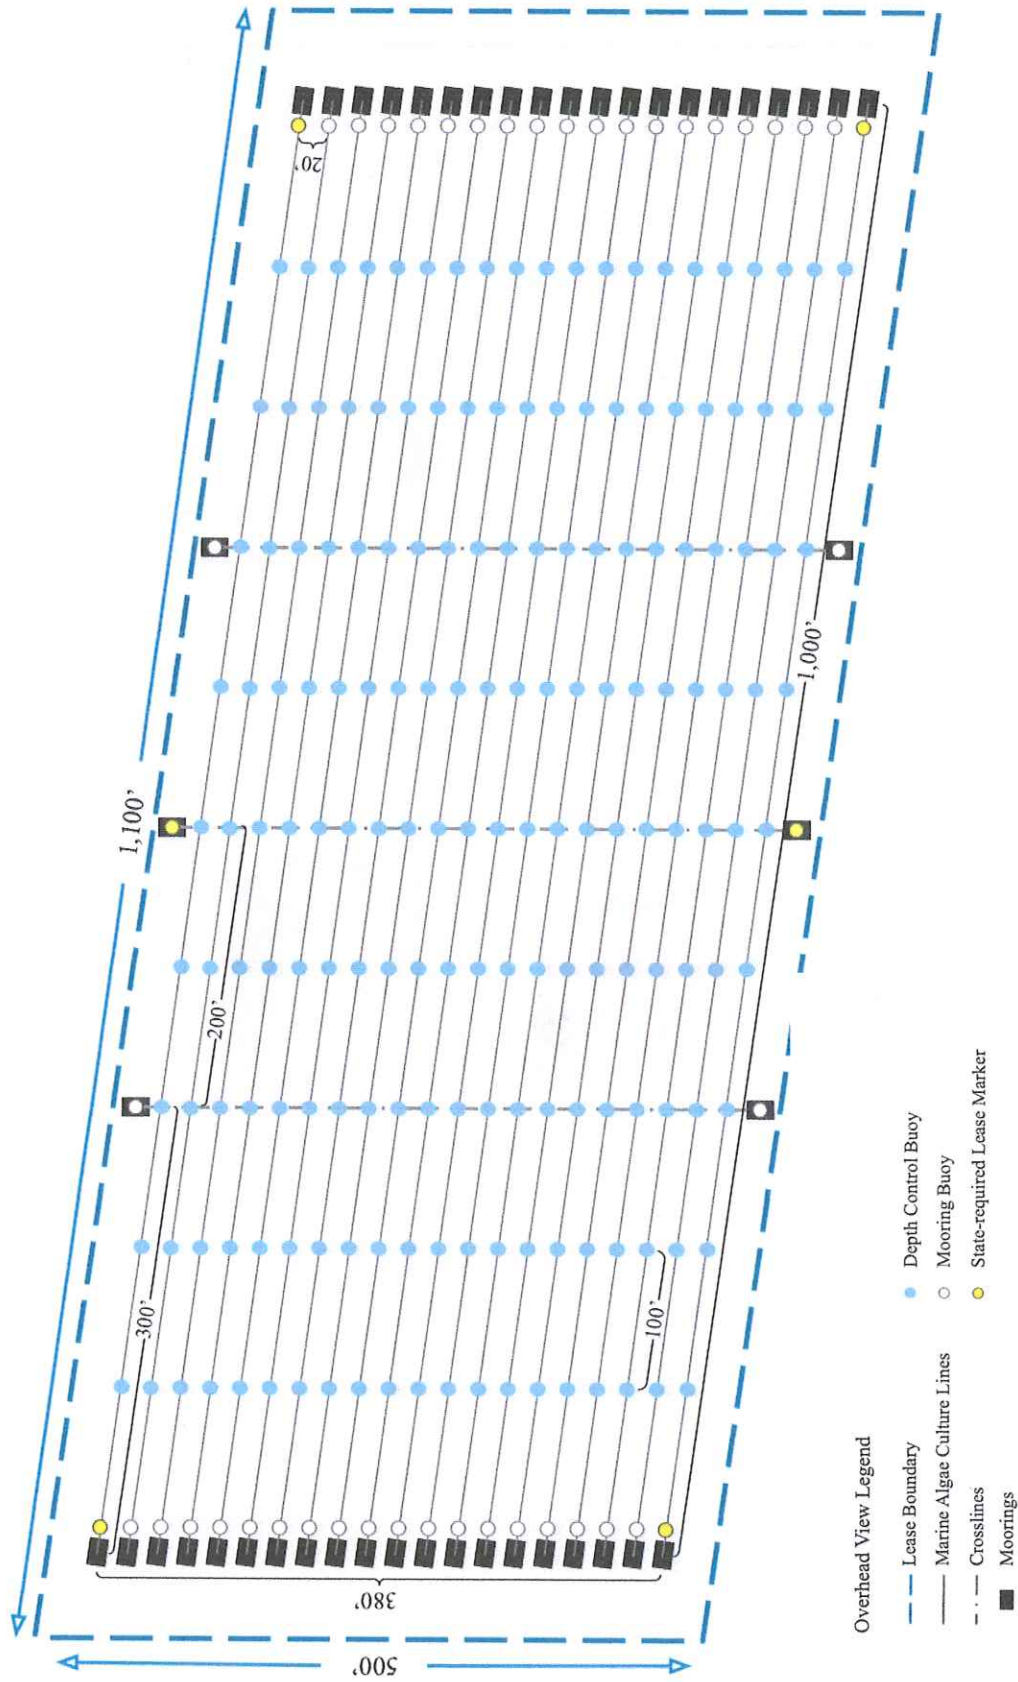 1,100’
20’
200’
300’
1,000’
100’
380’
500’
Overhead View Legend
Lease Boundary
Marine Algae Culture Lines
Crosslines
Moorings
Depth Control Buoy
Mooring Buoy
State-required Lease Marker